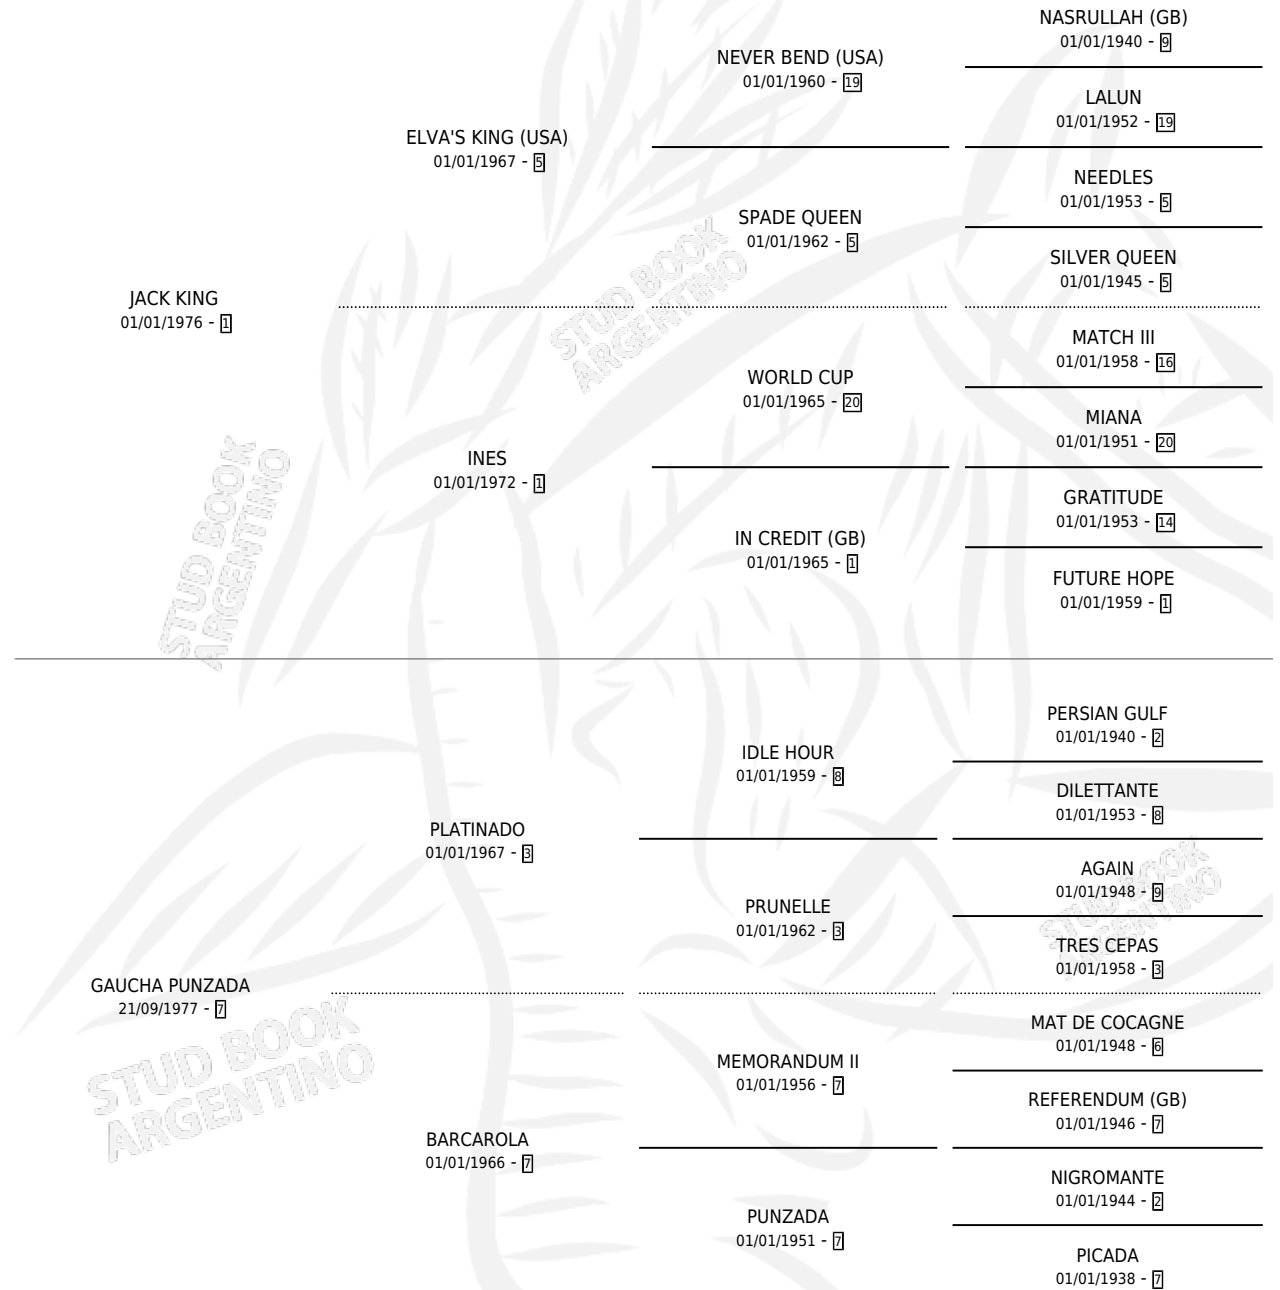 NASRULLAH (GB)
01/01/1940 - 9
NEVER BEND (USA)
01/01/1960 - 19
LALUN
01/01/1952 - 19
ELVA'S KING (USA)
01/01/1967 - 5
NEEDLES
01/01/1953 - 5
SPADE QUEEN
01/01/1962 - 5
SILVER QUEEN
01/01/1945 - 5
JACK KING
01/01/1976 - 1
MATCH III
01/01/1958 - 16
WORLD CUP
01/01/1965 - 20
MIANA
01/01/1951 - 20
INES
01/01/1972 - 1
GRATITUDE
01/01/1953 - 14
IN CREDIT (GB)
01/01/1965 - 1
FUTURE HOPE
01/01/1959 - 1
PERSIAN GULF
01/01/1940 - 2
IDLE HOUR
01/01/1959 - 8
DILETTANTE
01/01/1953 - 8
PLATINADO
01/01/1967 - 3
AGAIN
01/01/1948 - 9
PRUNELLE
01/01/1962 - 3
TRES CEPAS
01/01/1958 - 3
GAUCHA PUNZADA
21/09/1977 - 7
MAT DE COCAGNE
01/01/1948 - 6
MEMORANDUM II
01/01/1956 - 7
REFERENDUM (GB)
01/01/1946 - 7
BARCAROLA
01/01/1966 - 7
NIGROMANTE
01/01/1944 - 2
PUNZADA
01/01/1951 - 7
PICADA
01/01/1938 - 7
STUD BOOK
ARGENTINO
STUD BOOK
ARGENTINO
STUD BOOK
ARGENTINO
STUD BOOK
ARGENTINO